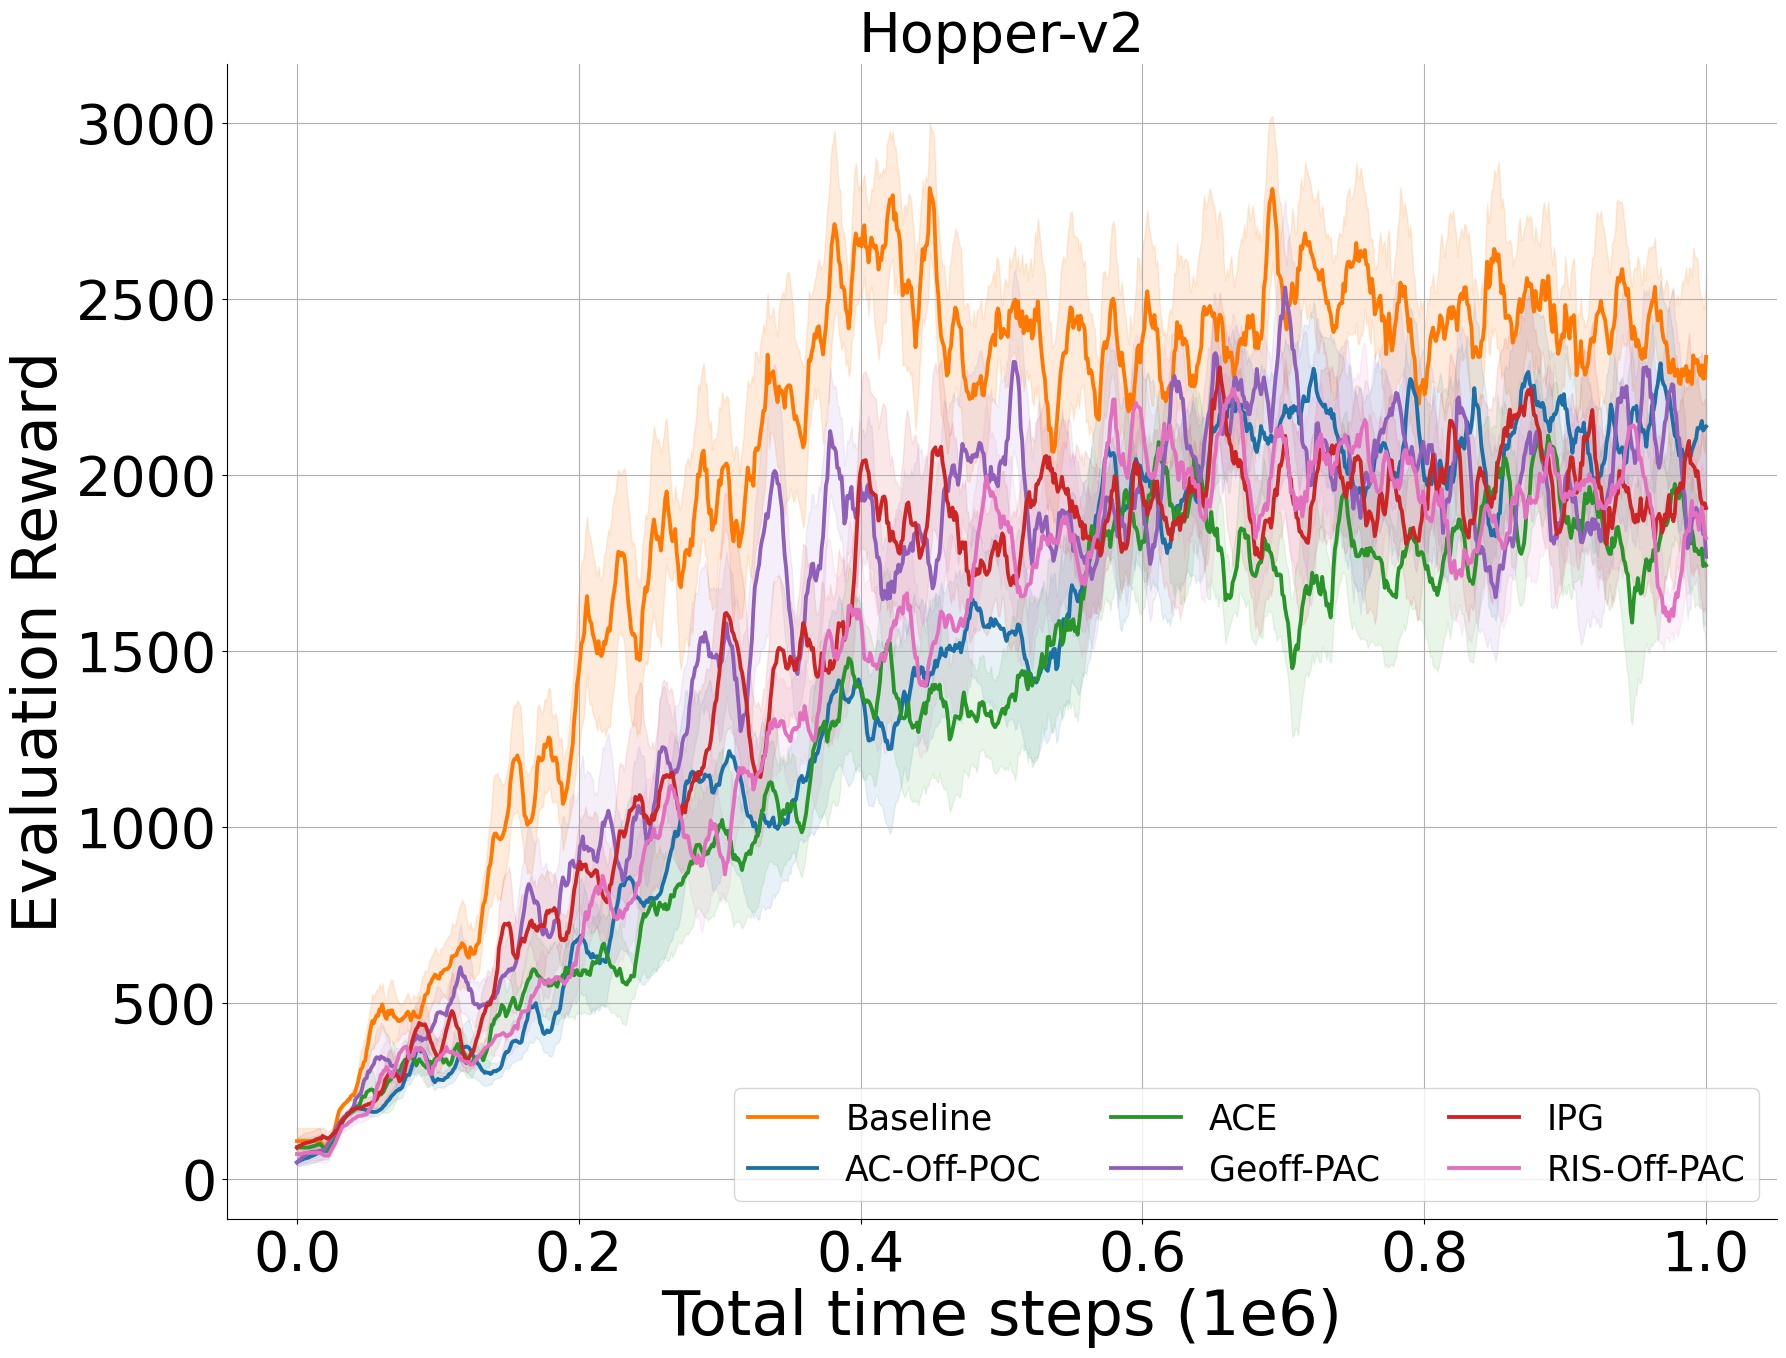 Hopper-v2
3000
2500
2000
1500
1000
500
0
Evaluation Reward
Baseline
ACE
IPG
AC-Off-POC
Geoff-PAC
RIS-Off-PAC
0.0 0.2 0.4 0.6 0.8 1.0
Total time steps (1e6)